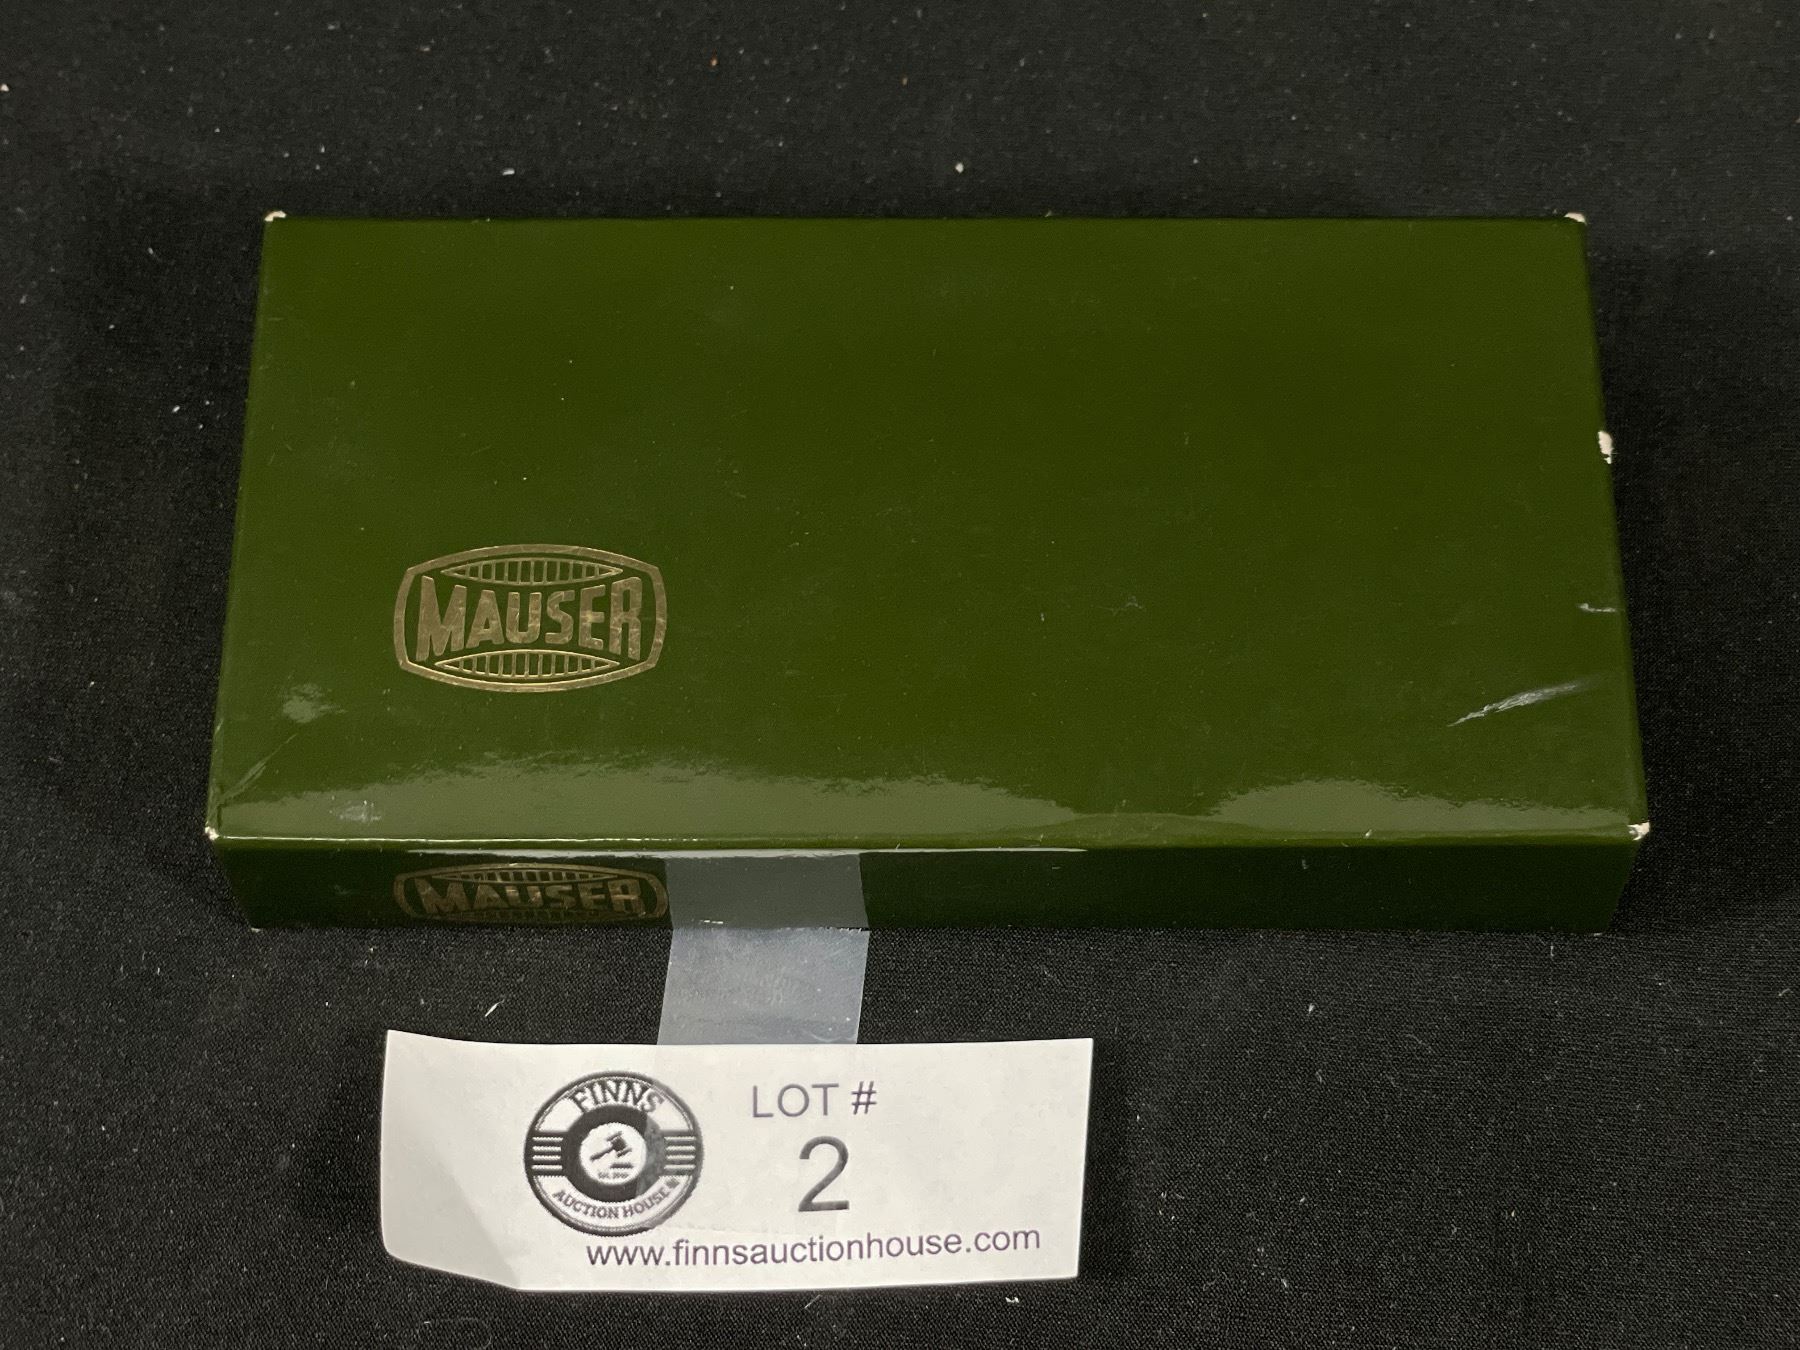 MAUSER
MAUSER
FINNS
AUCTION HOUSE
LOT #
2
www.finnsauctionhouse.com